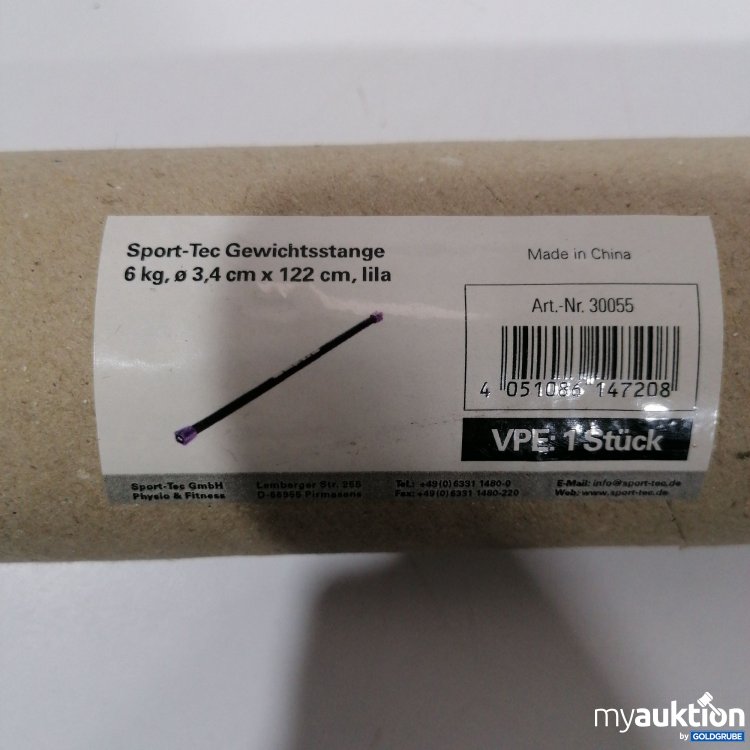 Sport-Tec Gewichtsstange
6 kg, ø 3,4 cm x 122 cm, lila
Made in China
Art.-Nr. 30055
4 051086 147208
VPE: 1 Stück
Sport-Tec GmbH
Physio & Fitness
Lemberger Str. 255
D-66955 Pirmasens
Tel.: +49 (0) 6331 1480-0
Fax: +49 (0) 6331 1480-220
E-Mail: info@sport-tec.de
Web: www.sport-tec.de
myauktion
by GOLDGRUBE